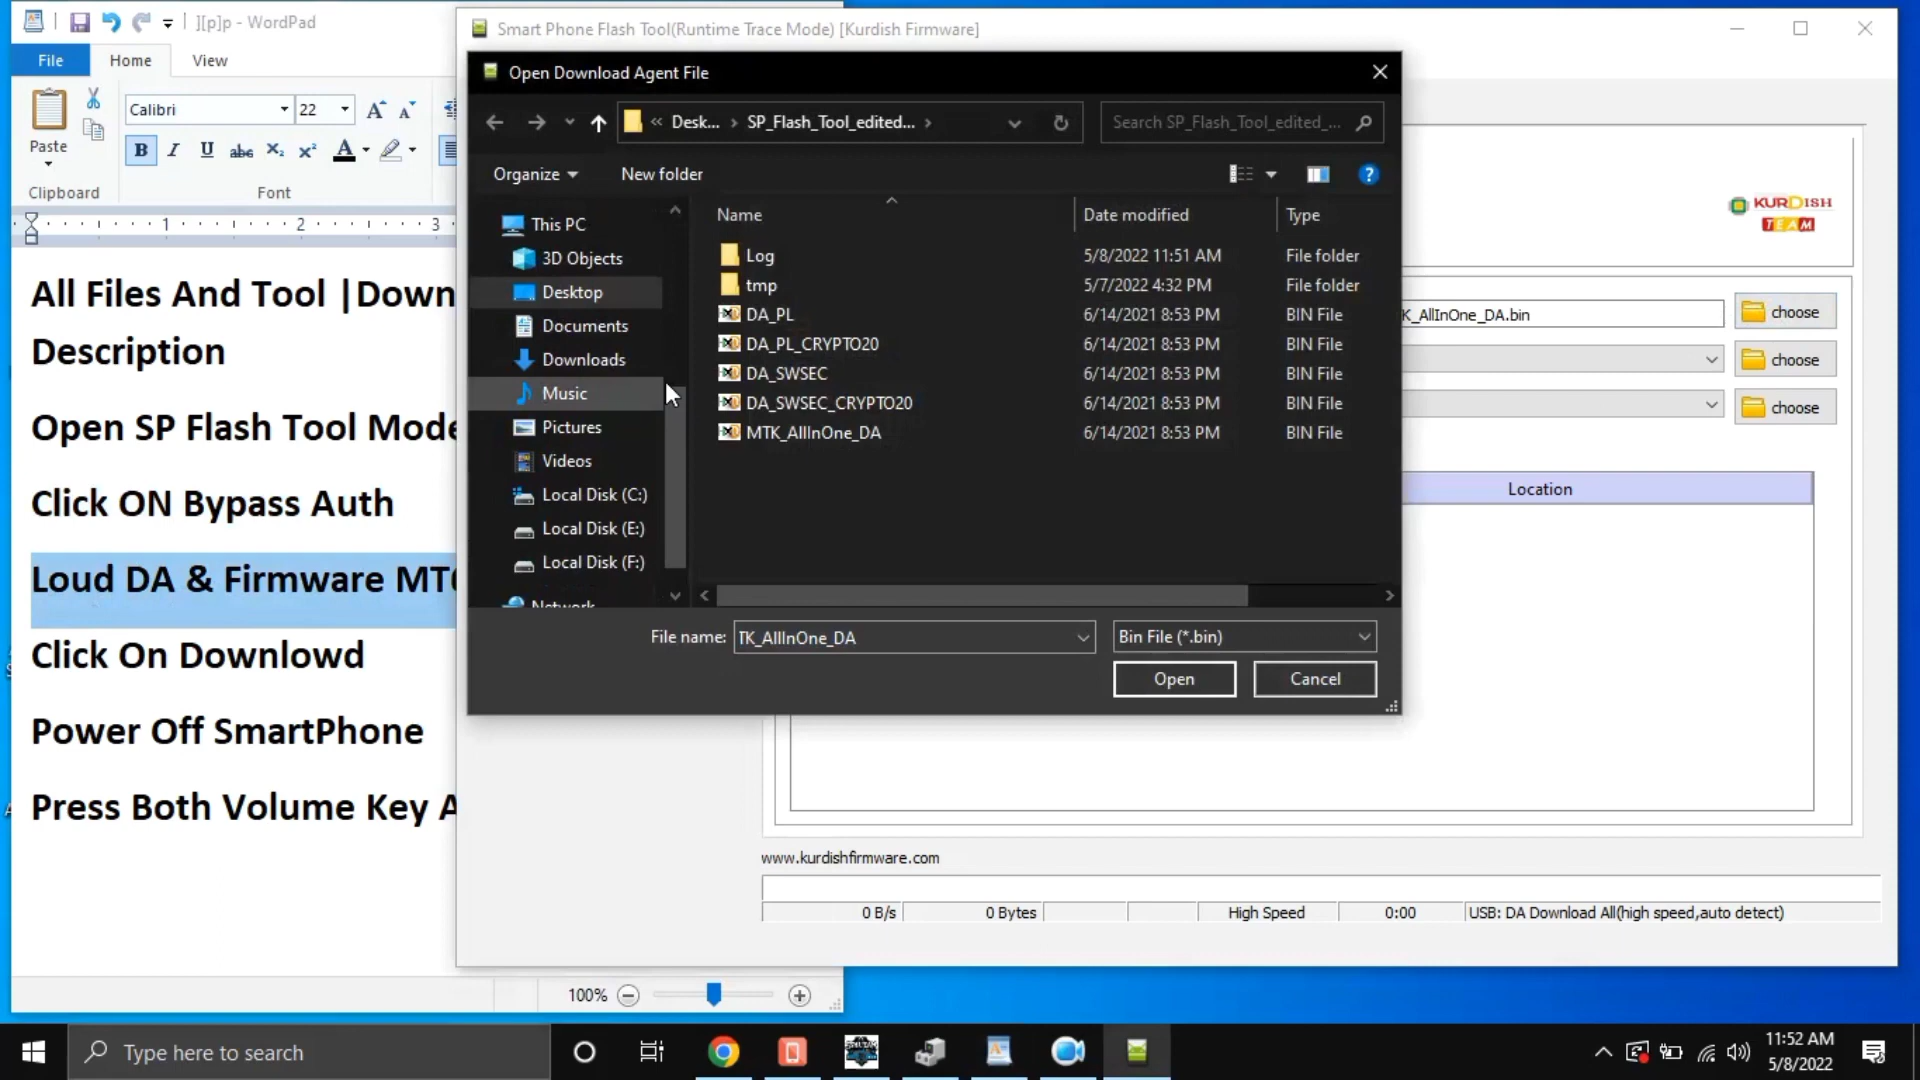 ][p]p - WordPad
File
Home
View
Paste
Clipboard
Calibri
22
Font
B I U abc X₂ X² A
1 2 3
All Files And Tool |Down
Description
Open SP Flash Tool Mode
Click ON Bypass Auth
Loud DA & Firmware MT
Click On Downlowd
Power Off SmartPhone
Press Both Volume Key A
100%
Smart Phone Flash Tool(Runtime Trace Mode) [Kurdish Firmware]
Open Download Agent File
« Desk... › SP_Flash_Tool_edited... ›
Search SP_Flash_Tool_edited_...
Organize
New folder
?
This PC
3D Objects
Desktop
Documents
Downloads
Music
Pictures
Videos
Local Disk (C:)
Local Disk (E:)
Local Disk (F:)
Network
Name Date modified Type
Log 5/8/2022 11:51 AM File folder
tmp 5/7/2022 4:32 PM File folder
DA_PL 6/14/2021 8:53 PM BIN File
DA_PL_CRYPTO20 6/14/2021 8:53 PM BIN File
DA_SWSEC 6/14/2021 8:53 PM BIN File
DA_SWSEC_CRYPTO20 6/14/2021 8:53 PM BIN File
MTK_AllInOne_DA 6/14/2021 8:53 PM BIN File
File name: TK_AllInOne_DA
Bin File (*.bin)
Open
Cancel
KURDISH
TEAM
K_AllInOne_DA.bin
choose
choose
choose
Location
www.kurdishfirmware.com
0 B/s 0 Bytes High Speed 0:00 USB: DA Download All(high speed,auto detect)
Type here to search
11:52 AM
5/8/2022